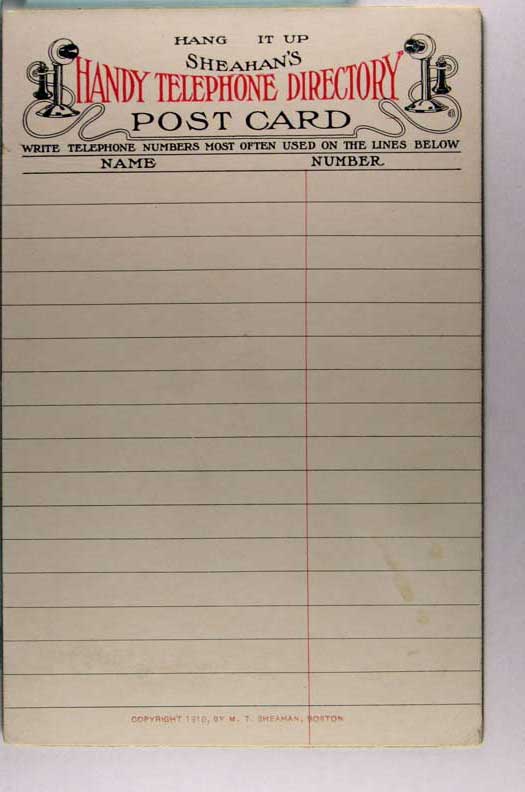 HANG IT UP
SHEAHAN'S
HANDY TELEPHONE DIRECTORY
POST CARD
WRITE TELEPHONE NUMBERS MOST OFTEN USED ON THE LINES BELOW
NAME NUMBER
COPYRIGHT 1910, BY M. T. SHEAHAN, BOSTON